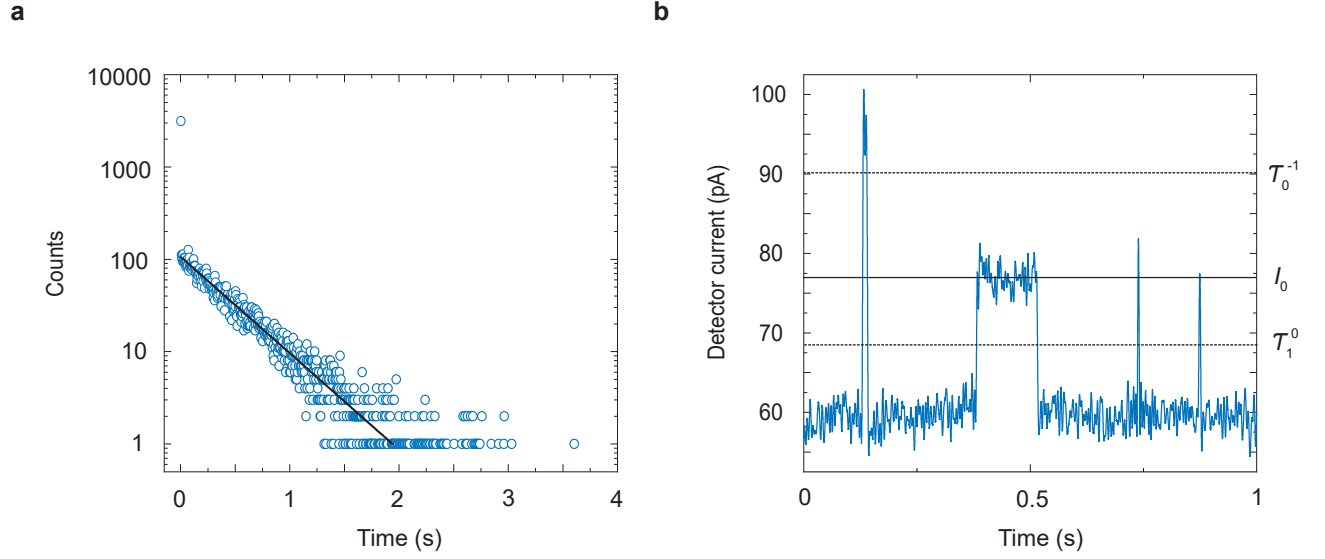 a
b
10000
1000
100
10
1
Counts
0 1 2 3 4
Time (s)
100
90
80
70
60
Detector current (pA)
0 0.5 1
Time (s)
𝒯₀⁻¹
I₀
𝒯₁⁰